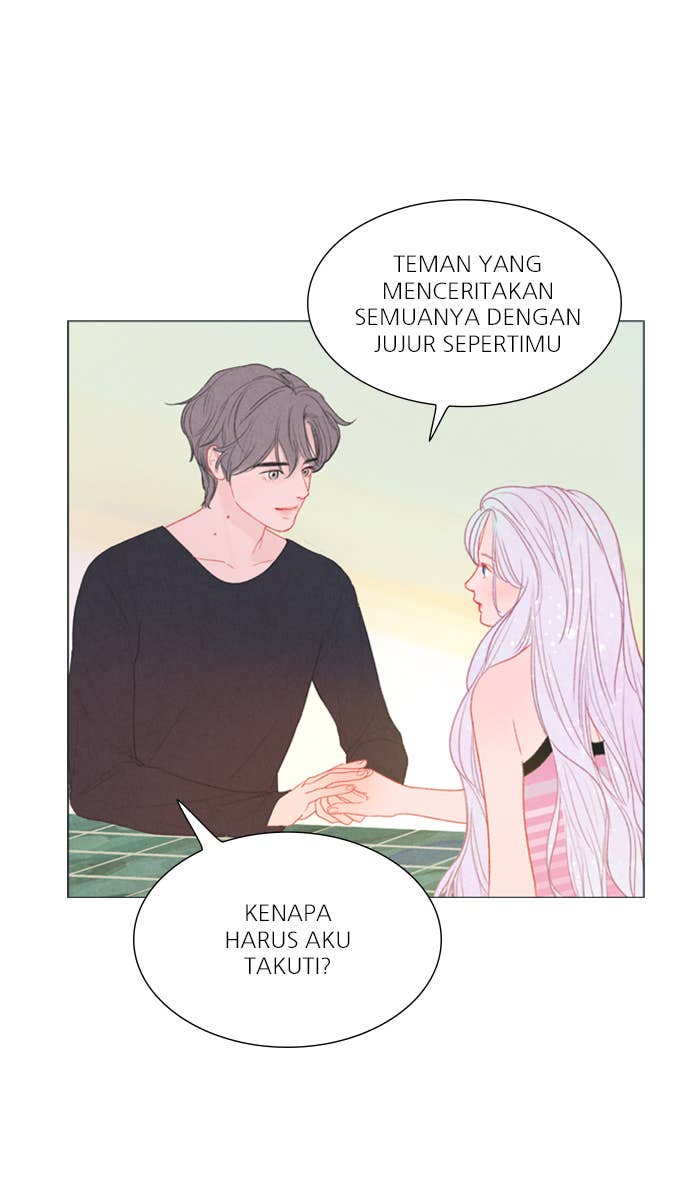 TEMAN YANG
MENCERITAKAN
SEMUANYA DENGAN
JUJUR SEPERTIMU
KENAPA
HARUS AKU
TAKUTI?